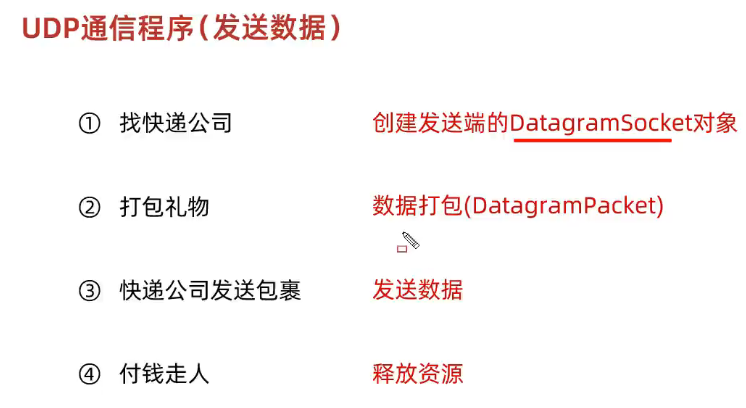 UDP通信程序(发送数据)
① 找快递公司 创建发送端的DatagramSocket对象
② 打包礼物 数据打包(DatagramPacket)
③ 快递公司发送包裹 发送数据
④ 付钱走人 释放资源